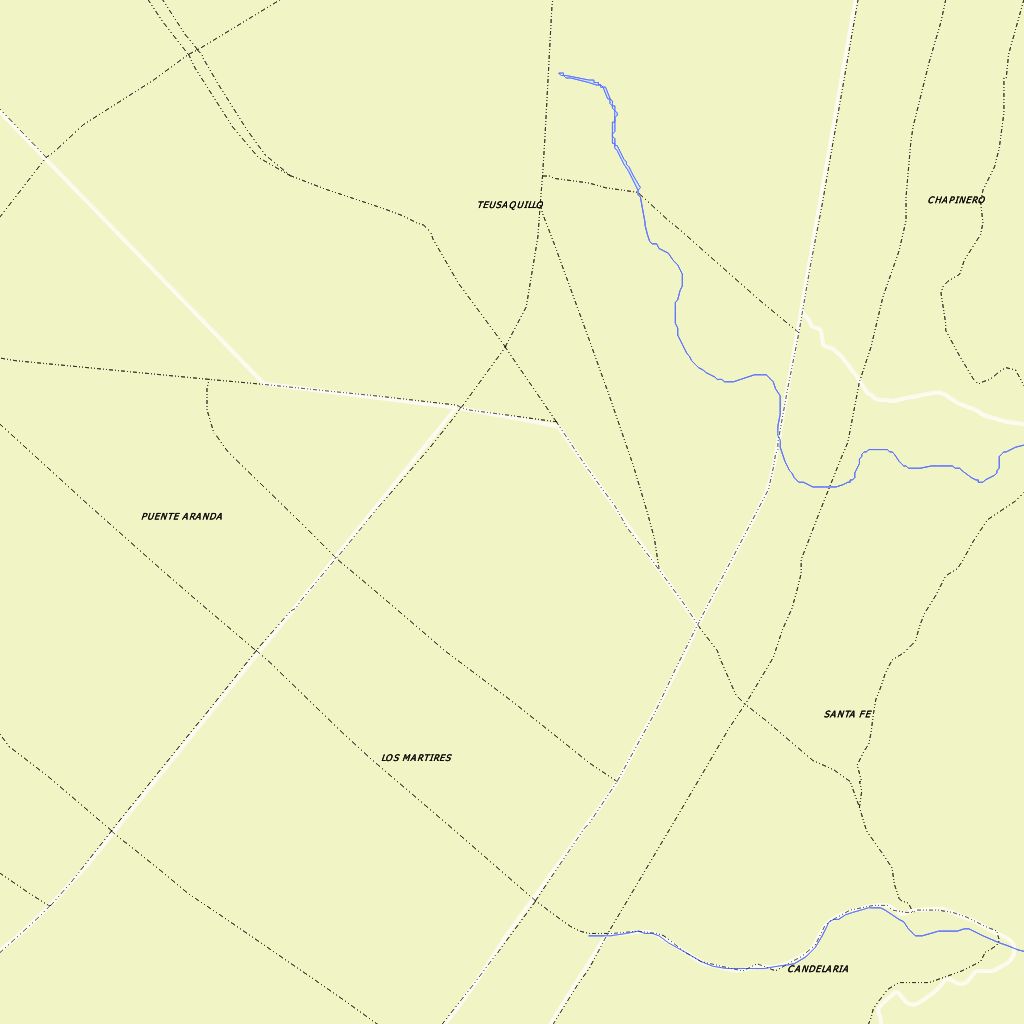 CHAPINERO
TEUSAQUILLO
PUENTE ARANDA
SANTA FE
LOS MARTIRES
CANDELARIA